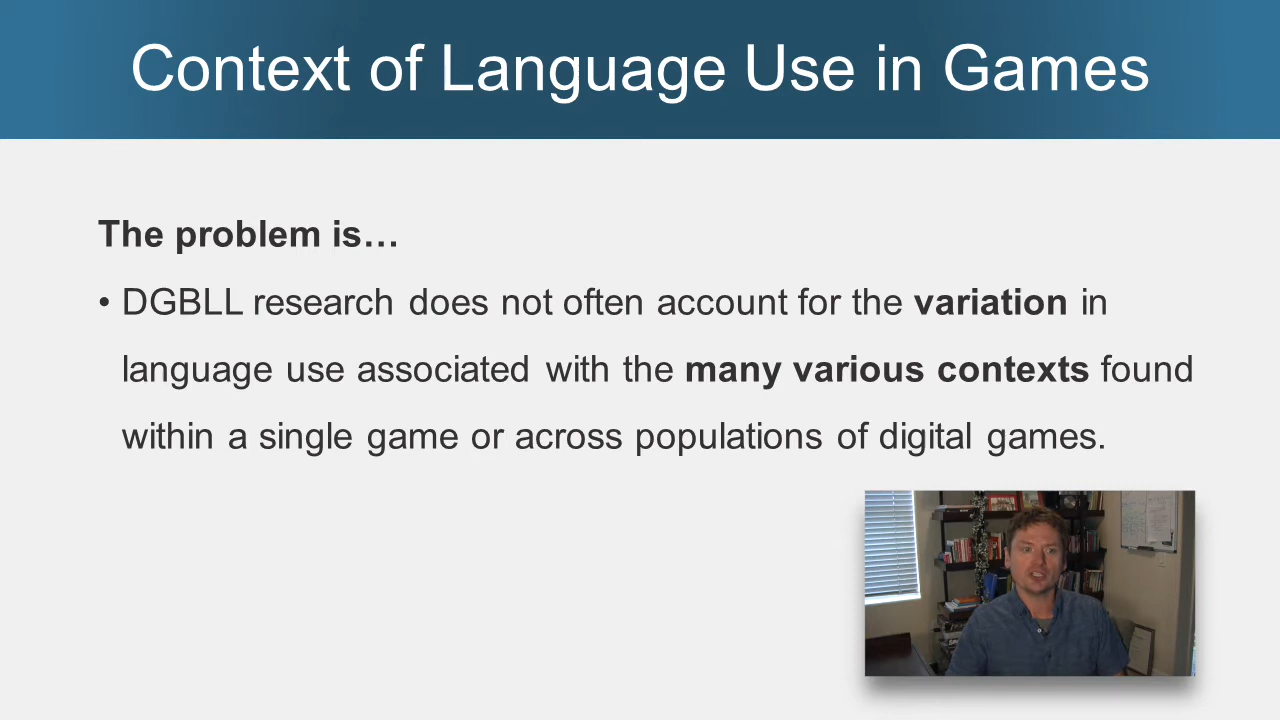 Context of Language Use in Games
The problem is…
• DGBLL research does not often account for the variation in
language use associated with the many various contexts found
within a single game or across populations of digital games.